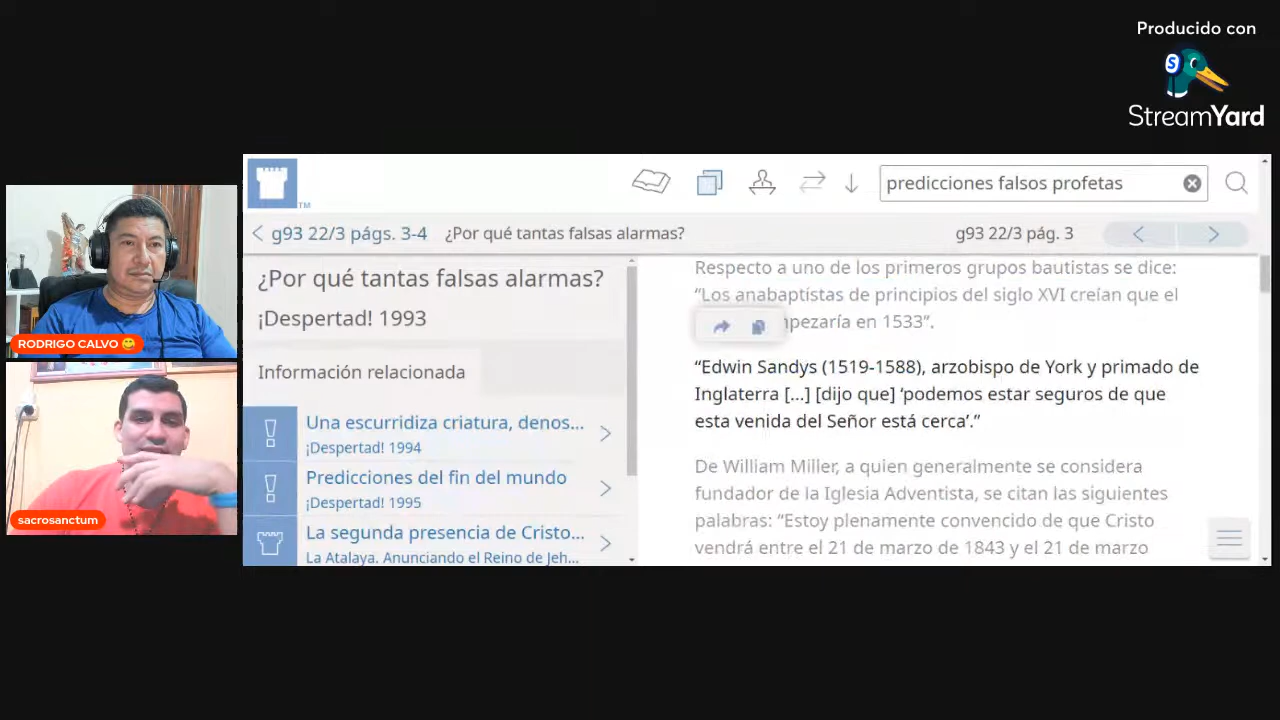 Producido con
StreamYard
predicciones falsos profetas
TM
g93 22/3 págs. 3-4
¿Por qué tantas falsas alarmas?
g93 22/3 pág. 3
¿Por qué tantas falsas alarmas?
¡Despertad! 1993
Información relacionada
Una escurridiza criatura, denos...
¡Despertad! 1994
Predicciones del fin del mundo
¡Despertad! 1995
La segunda presencia de Cristo...
La Atalaya. Anunciando el Reino de Jeh...
Respecto a uno de los primeros grupos bautistas se dice:
“Los anabaptistas de principios del siglo XVI creían que el
pezaría en 1533”.
“Edwin Sandys (1519-1588), arzobispo de York y primado de
Inglaterra [...] [dijo que] ‘podemos estar seguros de que
esta venida del Señor está cerca’.”
De William Miller, a quien generalmente se considera
fundador de la Iglesia Adventista, se citan las siguientes
palabras: “Estoy plenamente convencido de que Cristo
vendrá entre el 21 de marzo de 1843 y el 21 de marzo
RODRIGO CALVO 😋
sacrosanctum